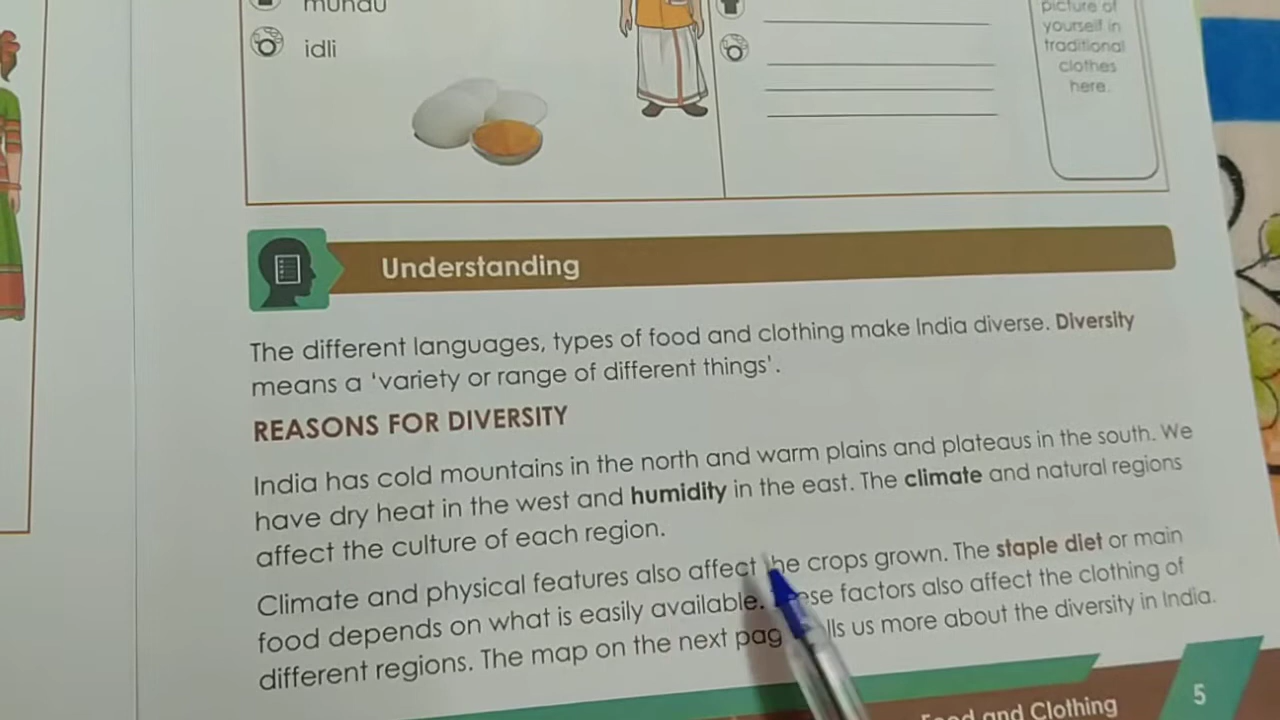 mundu
idli
picture of
yourself in
traditional
clothes
here.
Understanding
The different languages, types of food and clothing make India diverse. Diversity
means a 'variety or range of different things'.
REASONS FOR DIVERSITY
India has cold mountains in the north and warm plains and plateaus in the south. We
have dry heat in the west and humidity in the east. The climate and natural regions
affect the culture of each region.
Climate and physical features also affect the crops grown. The staple diet or main
food depends on what is easily available. These factors also affect the clothing of
different regions. The map on the next page tells us more about the diversity in India.
Food and Clothing
5